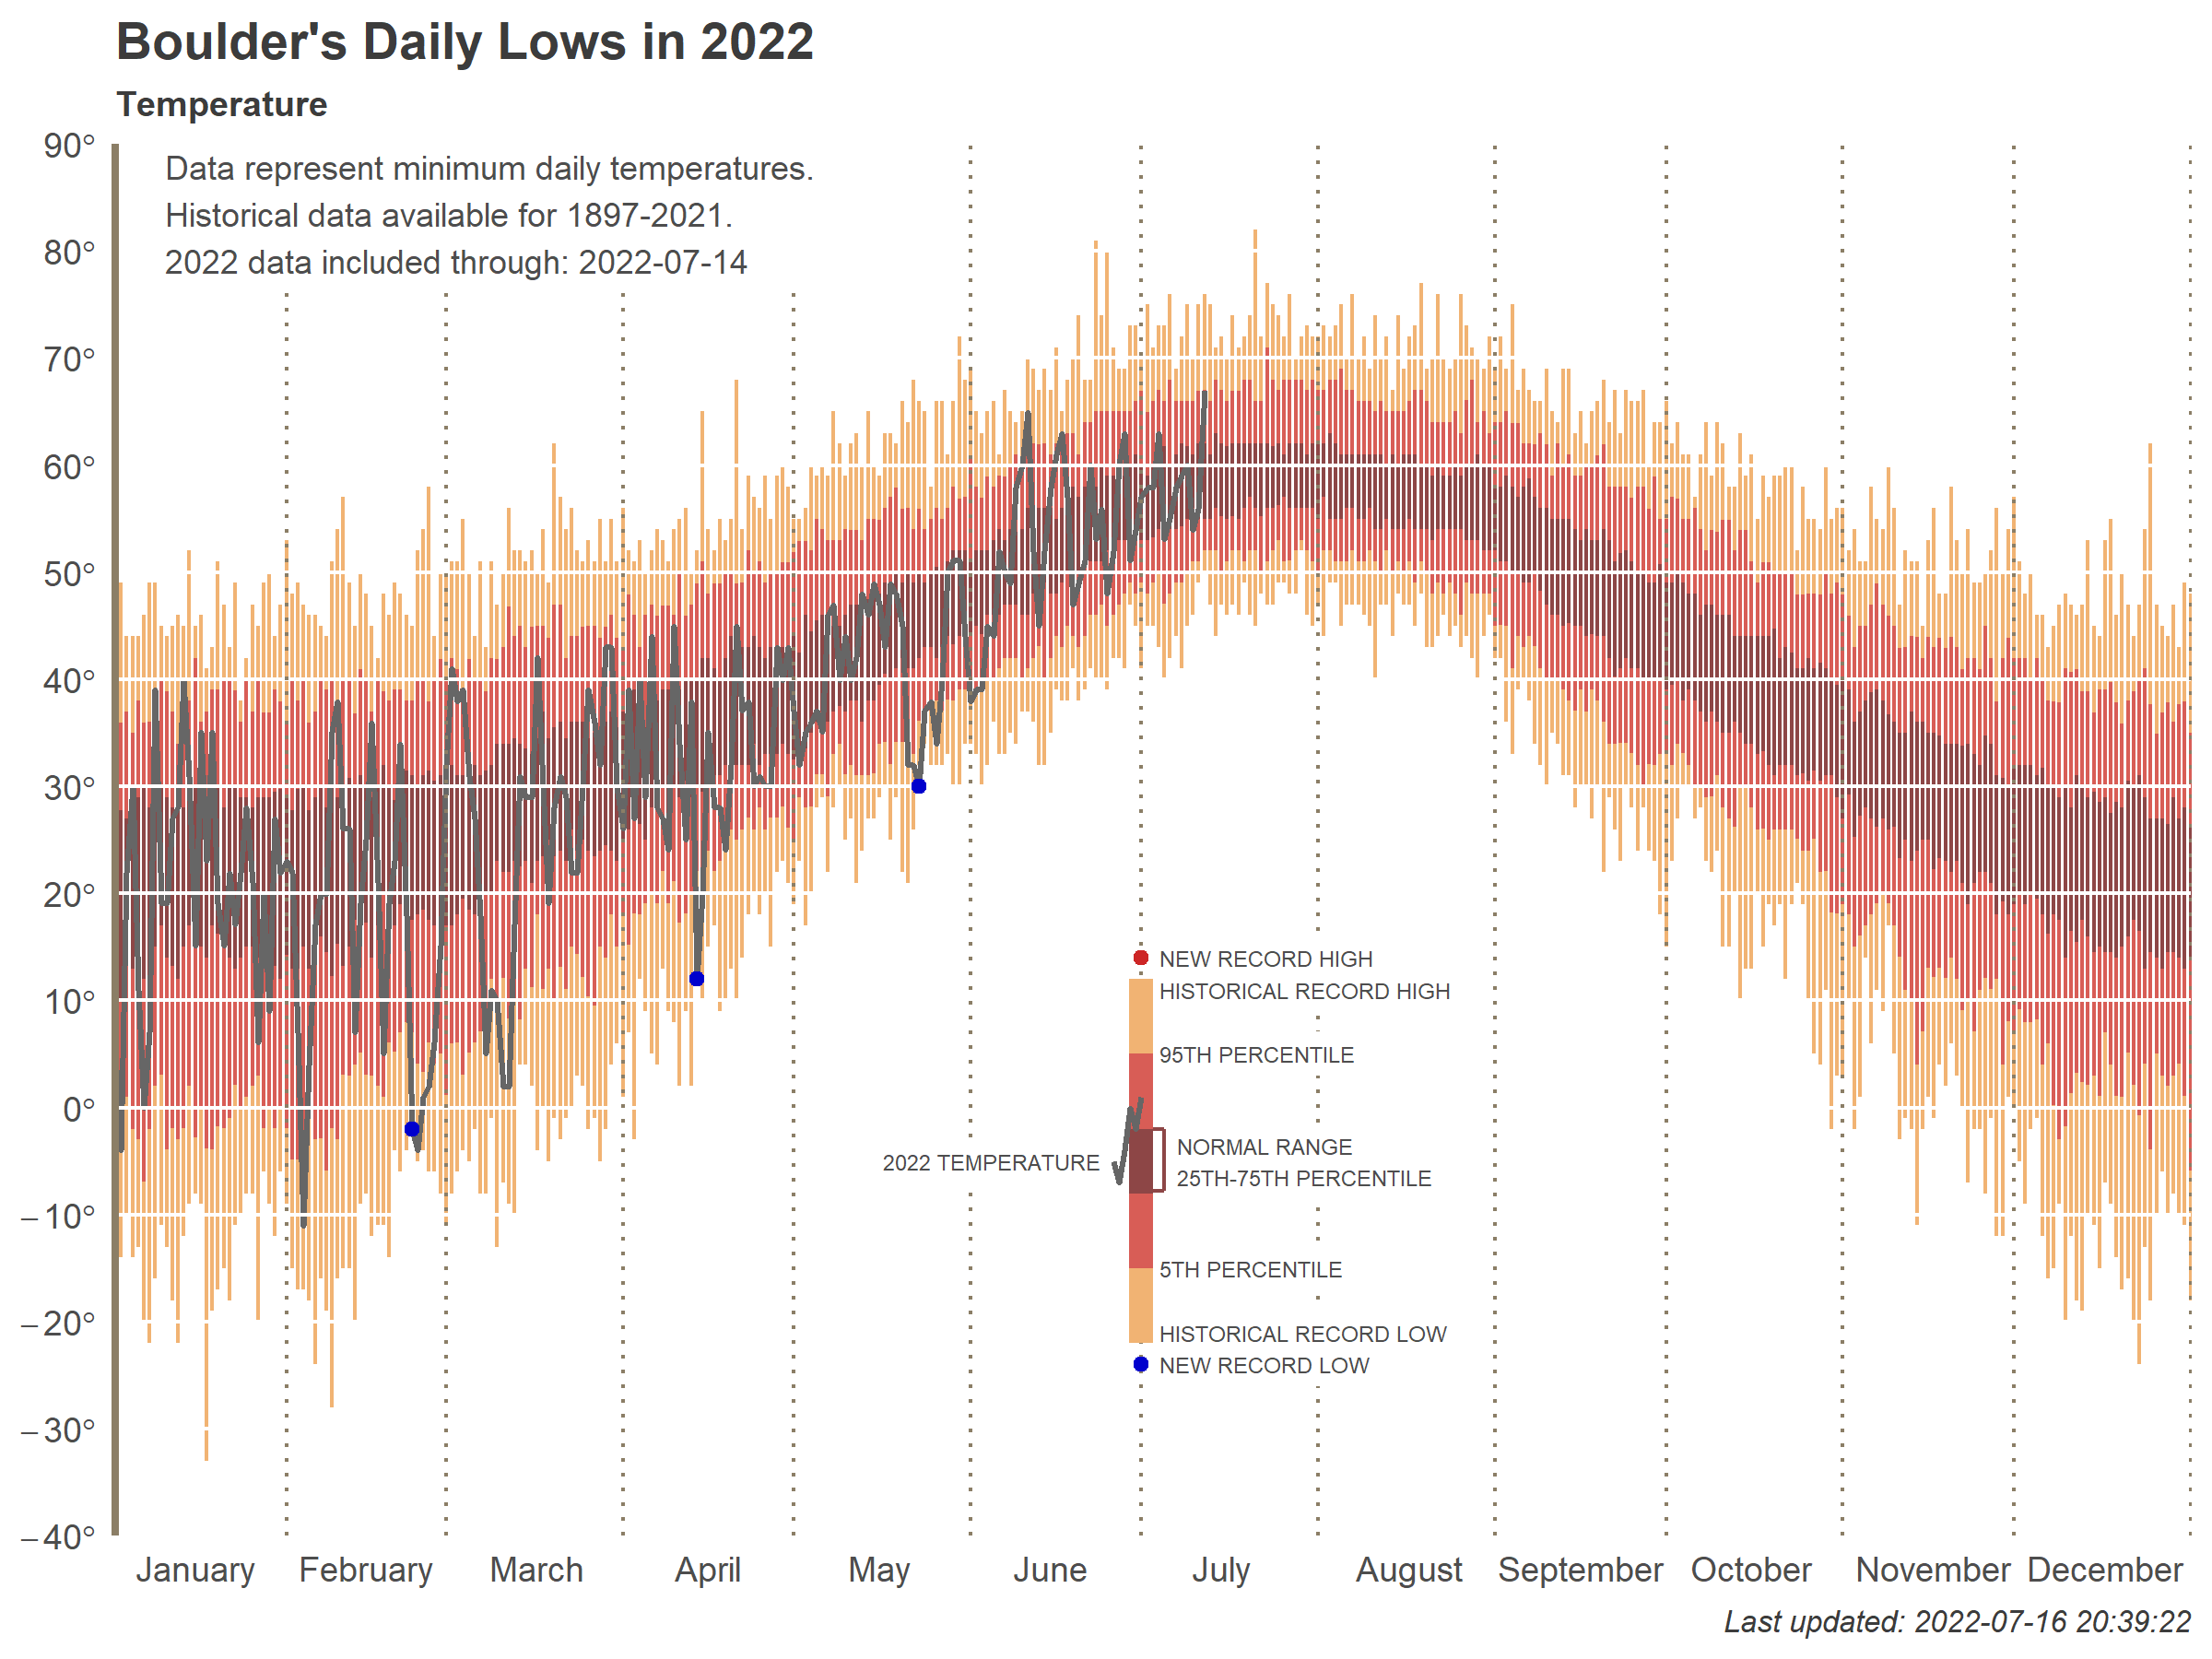 Boulder's Daily Lows in 2022
Temperature
90°
Data represent minimum daily temperatures.
Historical data available for 1897-2021.
2022 data included through: 2022-07-14
80°
70°
60°
50°
40°
30°
20°
10°
0°
−10°
−20°
−30°
−40°
NEW RECORD HIGH
HISTORICAL RECORD HIGH
95TH PERCENTILE
NORMAL RANGE
2022 TEMPERATURE
25TH-75TH PERCENTILE
5TH PERCENTILE
HISTORICAL RECORD LOW
NEW RECORD LOW
January February March April May June July August September October November December
Last updated: 2022-07-16 20:39:22